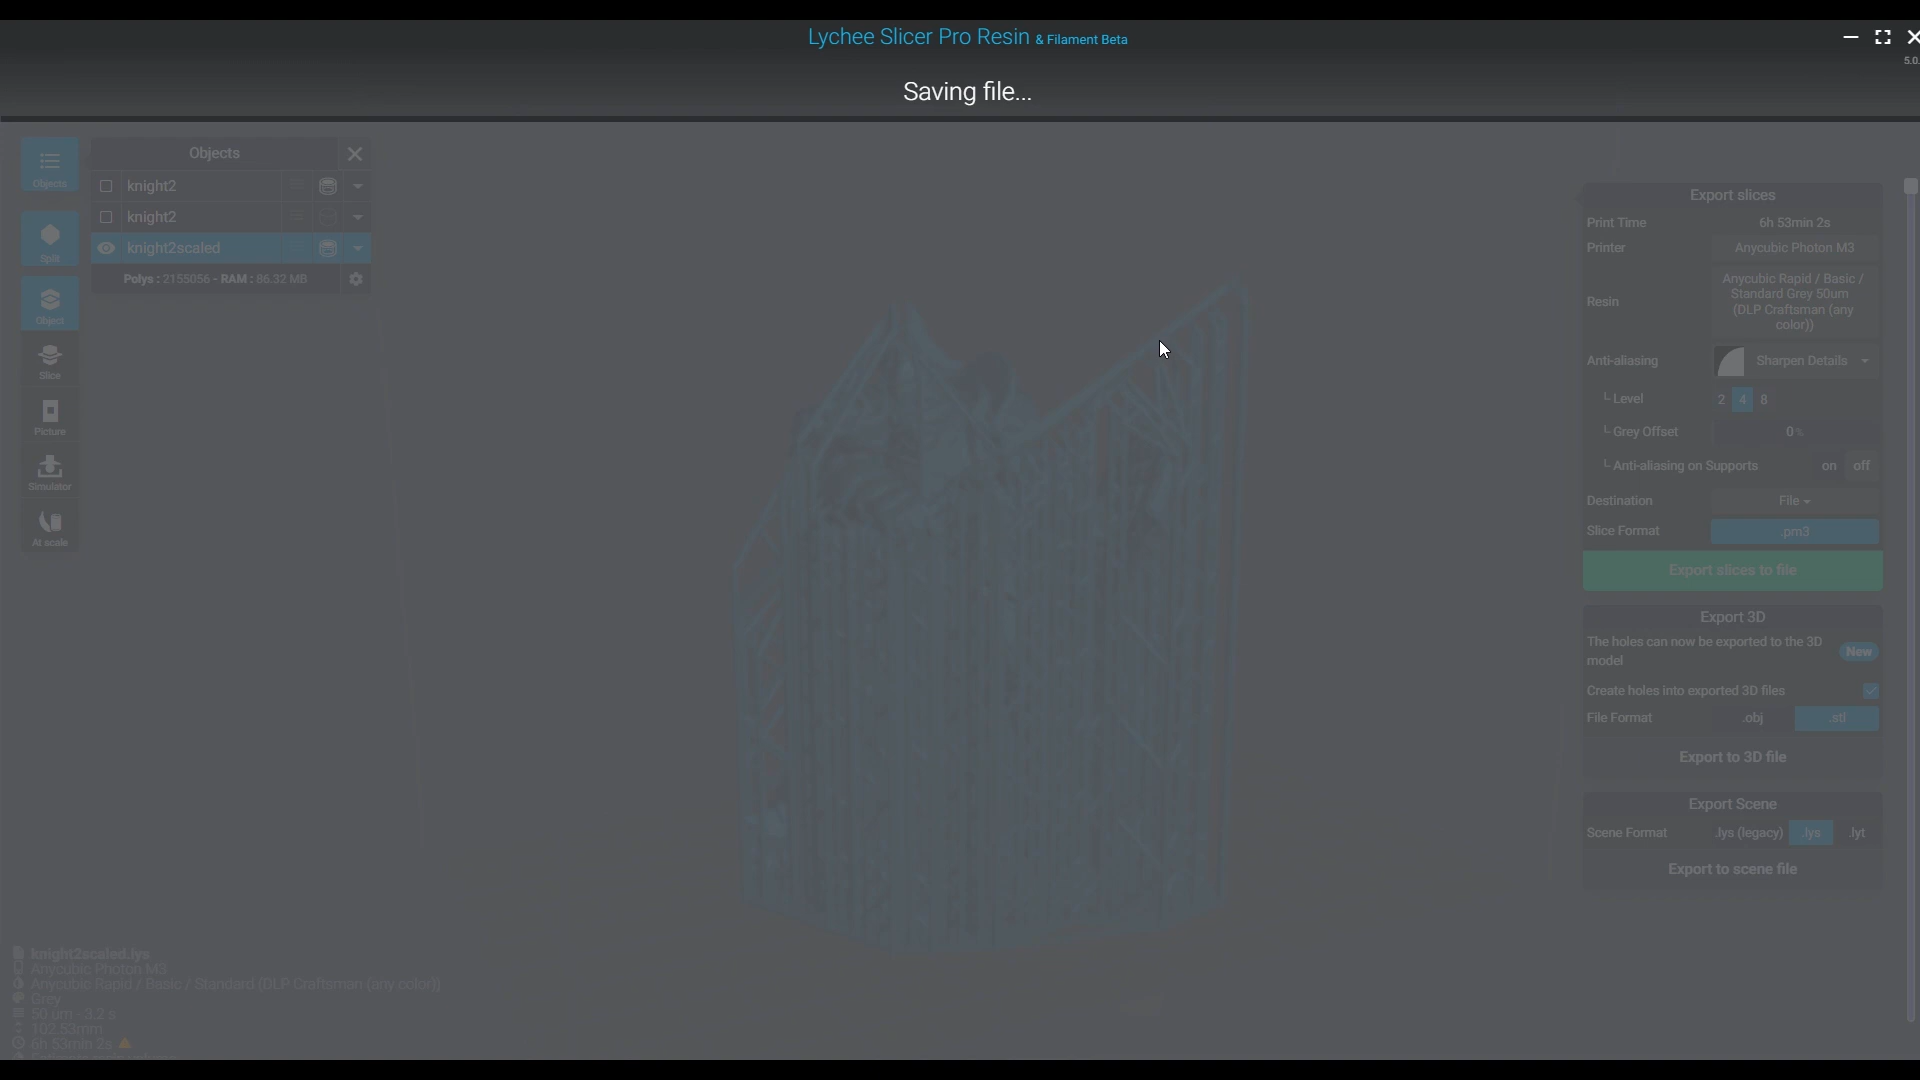 Lychee Slicer Pro Resin & Filament Beta
5.0.
Saving file...
Objects
Objects
knight2
knight2
knight2scaled
Polys : 2155056 - RAM : 86.32 MB
Split
Object
Slice
Picture
Simulator
At scale
Export slices
Print Time 6h 53min 2s
Printer Anycubic Photon M3
Resin
Anycubic Rapid / Basic /
Standard Grey 50um
(DLP Craftsman (any
color))
Anti-aliasing Sharpen Details
Level 2 4 8
Grey Offset 0 %
Anti-aliasing on Supports on off
Destination File
Slice Format .pm3
Export slices to file
Export 3D
The holes can now be exported to the 3D
model
New
Create holes into exported 3D files
File Format .obj .stl
Export to 3D file
Export Scene
Scene Format .lys (legacy) .lys .lyt
Export to scene file
knight2scaled.lys
Anycubic Photon M3
Anycubic Rapid / Basic / Standard (DLP Craftsman (any color))
Grey
50 um - 3.2 s
102.53mm
6h 53min 2s